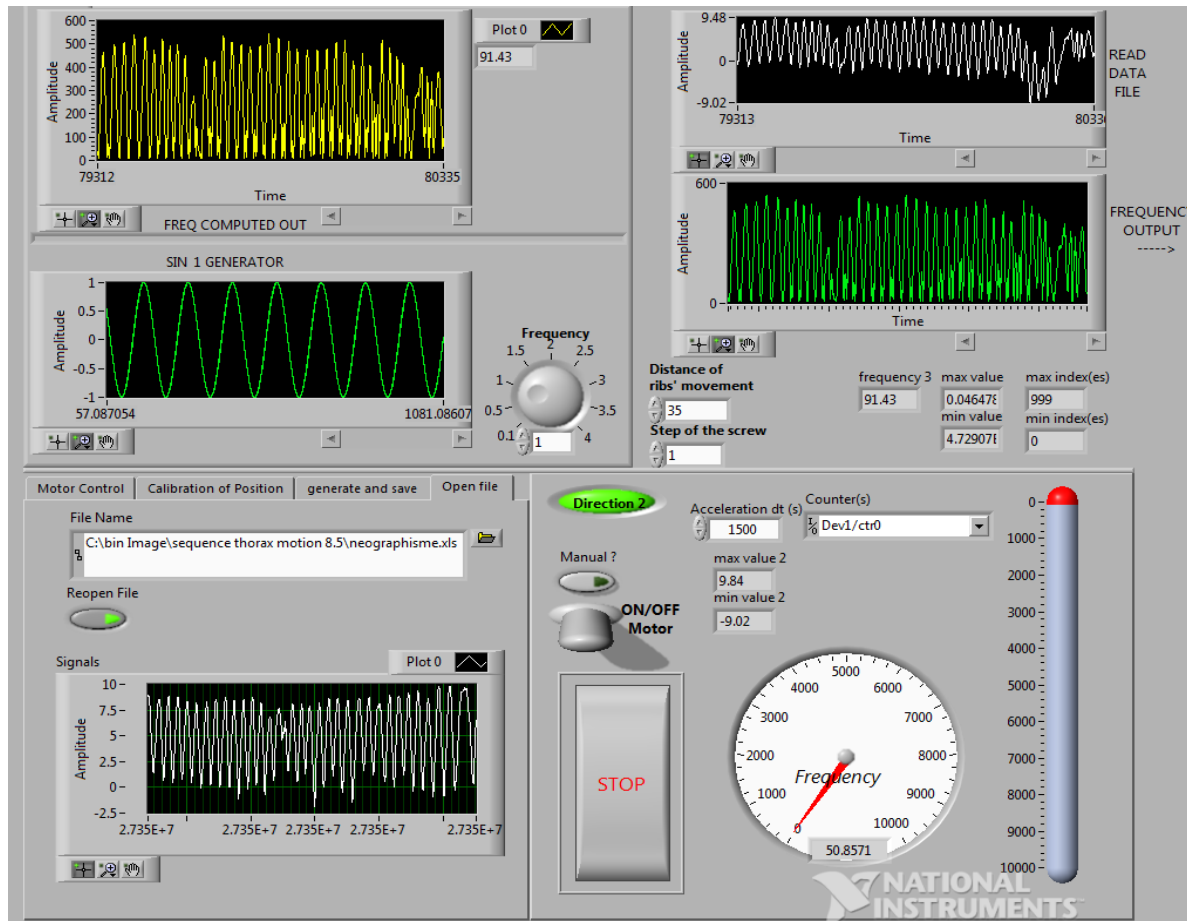 600
500
400
300
200
100
0
Amplitude
79312
80335
Time
Plot 0
91.43
FREQ COMPUTED OUT
9.48
0
-9.02
Amplitude
79313
Time
READ
DATA
FILE
600
0
Amplitude
Time
FREQUENCY
OUTPUT
----->
SIN 1 GENERATOR
1
0.5
0
-0.5
-1
Amplitude
57.087054
1081.08607
Frequency
0.1
0.5
1
1.5
2
2.5
3
3.5
4
1
Distance of
ribs' movement
35
Step of the screw
1
frequency 3
91.43
max value
0.046478
min value
max index(es)
999
min index(es)
0
Motor Control
Calibration of Position
generate and save
Open file
File Name
C:\bin Image\sequence thorax motion 8.5\neographisme.xls
Reopen File
Signals
Plot 0
10
7.5
5
2.5
0
-2.5
Amplitude
2.735E+7 2.735E+7 2.735E+7 2.735E+7 2.735E+7
Direction 2
Acceleration dt (s)
1500
Counter(s)
Dev1/ctr0
Manual ?
max value 2
9.84
min value 2
-9.02
ON/OFF
Motor
STOP
0
1000
2000
3000
4000
5000
6000
7000
8000
9000
10000
Frequency
50.8571
0
1000
2000
3000
4000
5000
6000
7000
8000
9000
10000
NATIONAL
INSTRUMENTS